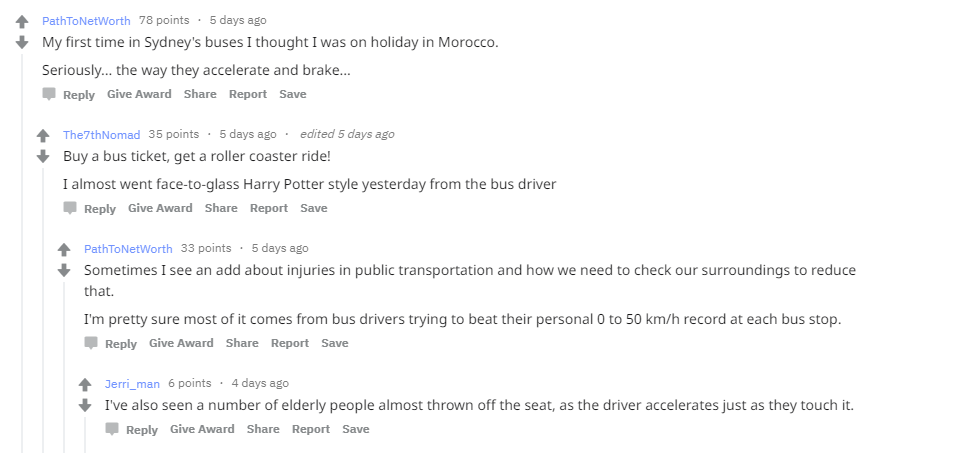 PathToNetWorth 78 points · 5 days ago
My first time in Sydney's buses I thought I was on holiday in Morocco.
Seriously... the way they accelerate and brake...
Reply Give Award Share Report Save
The7thNomad 35 points · 5 days ago · edited 5 days ago
Buy a bus ticket, get a roller coaster ride!
I almost went face-to-glass Harry Potter style yesterday from the bus driver
Reply Give Award Share Report Save
PathToNetWorth 33 points · 5 days ago
Sometimes I see an add about injuries in public transportation and how we need to check our surroundings to reduce
that.
I'm pretty sure most of it comes from bus drivers trying to beat their personal 0 to 50 km/h record at each bus stop.
Reply Give Award Share Report Save
Jerri_man 6 points · 4 days ago
I've also seen a number of elderly people almost thrown off the seat, as the driver accelerates just as they touch it.
Reply Give Award Share Report Save